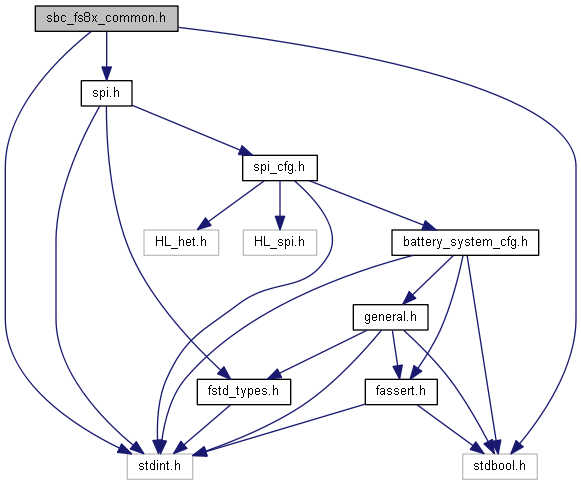 sbc_fs8x_common.h
spi.h
spi_cfg.h
HL_het.h
HL_spi.h
battery_system_cfg.h
general.h
fstd_types.h
fassert.h
stdint.h
stdbool.h